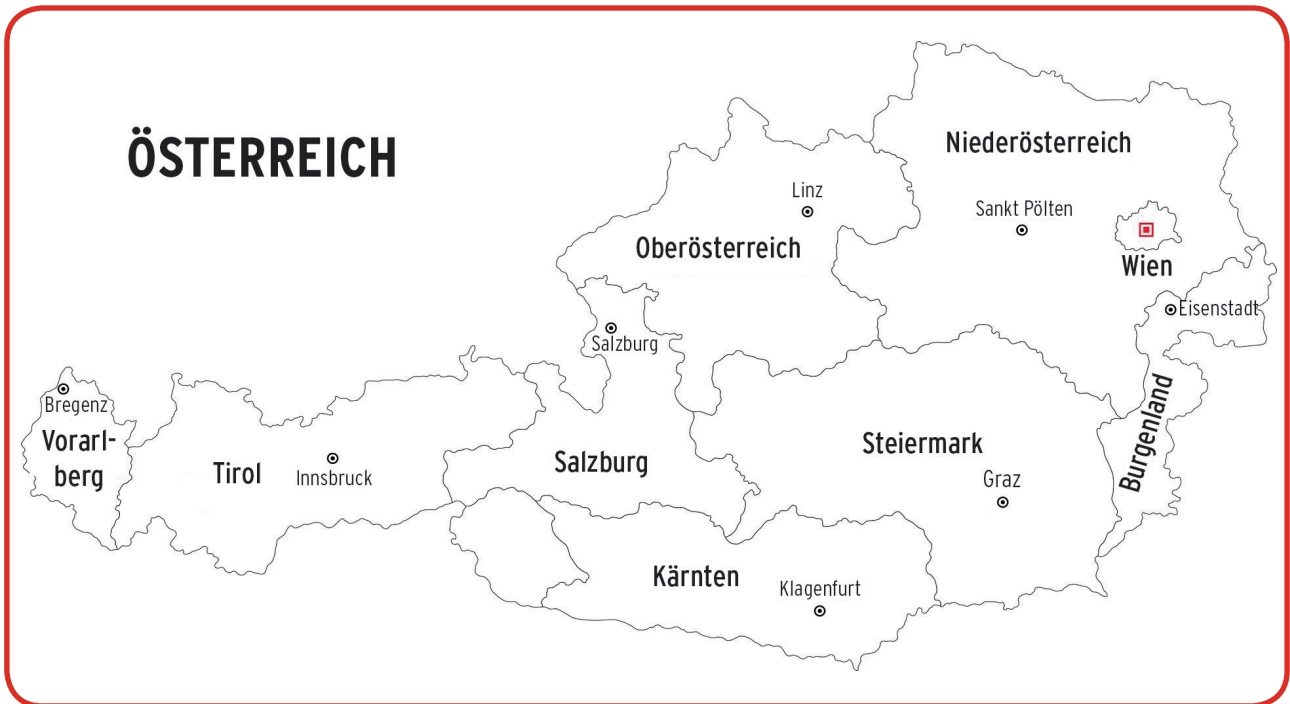 ÖSTERREICH
Niederösterreich
Linz
Sankt Pölten
Oberösterreich
Wien
Eisenstadt
Salzburg
Bregenz
Vorarl-
berg
Burgenland
Tirol
Innsbruck
Salzburg
Steiermark
Graz
Kärnten
Klagenfurt